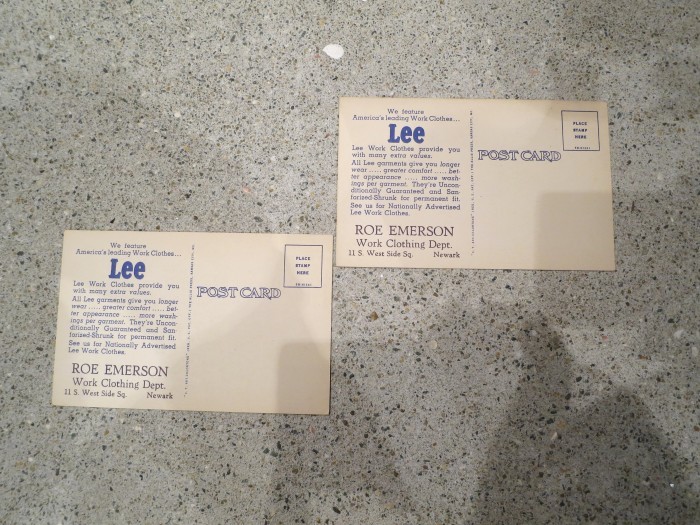 We feature
America's leading Work Clothes...
Lee
Lee Work Clothes provide you
with many extra values.
All Lee garments give you longer
wear ..... greater comfort ..... bet-
ter appearance ..... more wash-
ings per garment. They're Uncon-
ditionally Guaranteed and San-
forized-Shrunk for permanent fit.
See us for Nationally Advertised
Lee Work Clothes.
ROE EMERSON
Work Clothing Dept.
11 S. West Side Sq. Newark
POST CARD
PLACE
STAMP
HERE
We feature
America's leading Work Clothes...
Lee
Lee Work Clothes provide you
with many extra values.
All Lee garments give you longer
wear ..... greater comfort ..... bet-
ter appearance ..... more wash-
ings per garment. They're Uncon-
ditionally Guaranteed and San-
forized-Shrunk for permanent fit.
See us for Nationally Advertised
Lee Work Clothes.
ROE EMERSON
Work Clothing Dept.
11 S. West Side Sq. Newark
POST CARD
PLACE
STAMP
HERE